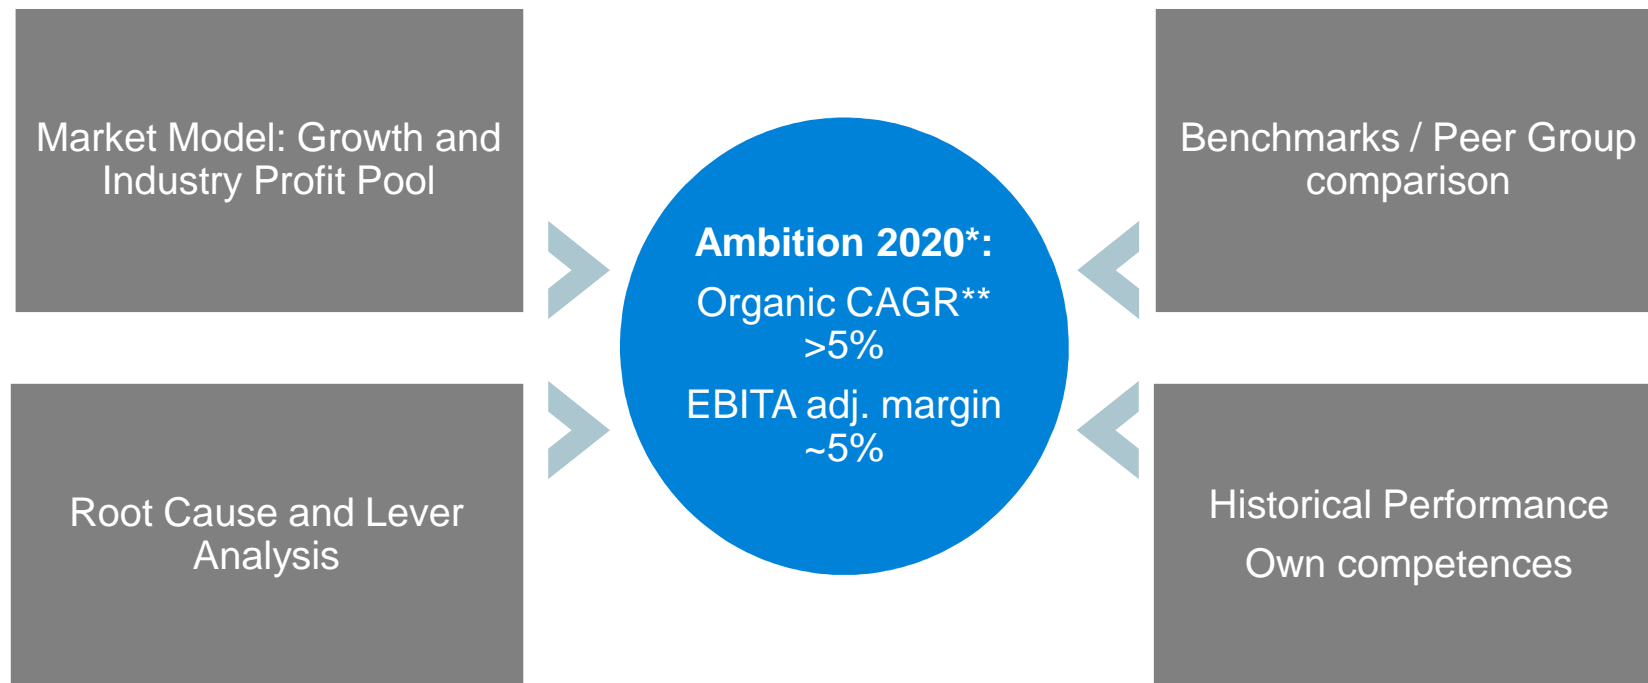 Market Model: Growth and
Industry Profit Pool
Benchmarks / Peer Group
comparison
Ambition 2020*:
Organic CAGR**
>5%
EBITA adj. margin
~5%
Root Cause and Lever
Analysis
Historical Performance
Own competences